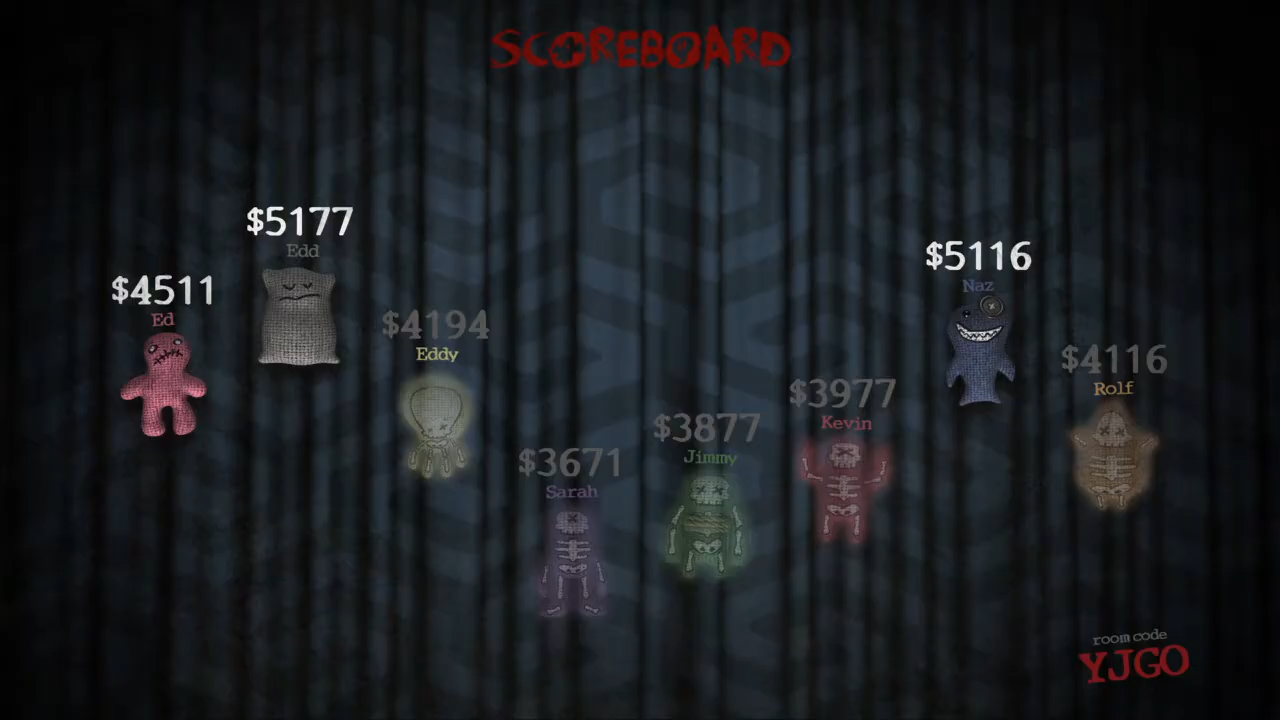 SCOREBOARD
$4511
Ed
$5177
Edd
$4194
Eddy
$3671
Sarah
$3877
Jimmy
$3977
Kevin
$5116
Naz
$4116
Rolf
room code
YJGO